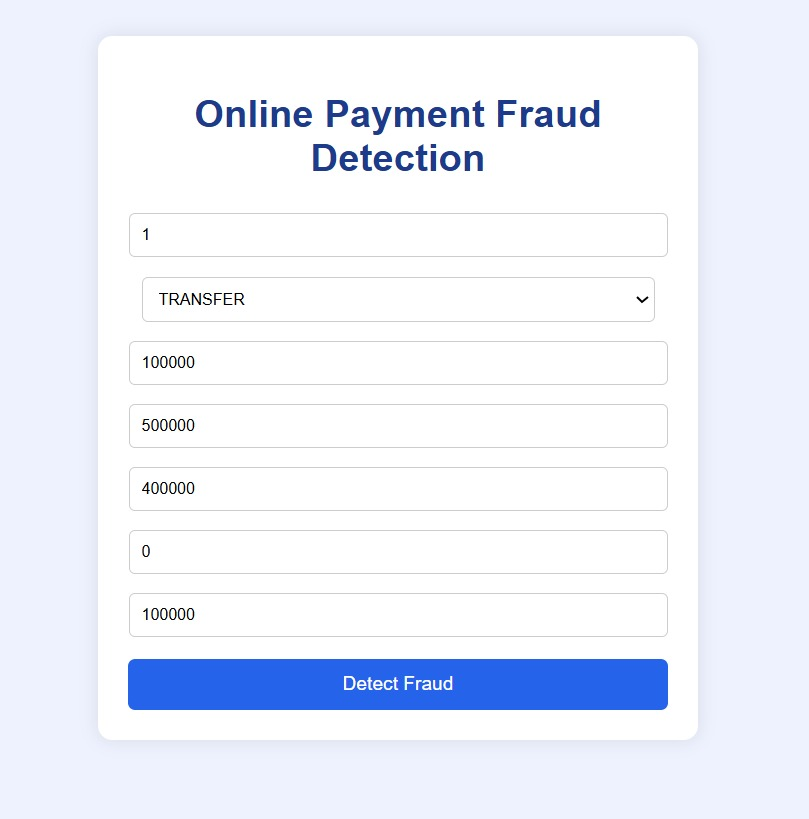 Online Payment Fraud
Detection
1
TRANSFER
100000
500000
400000
0
100000
Detect Fraud